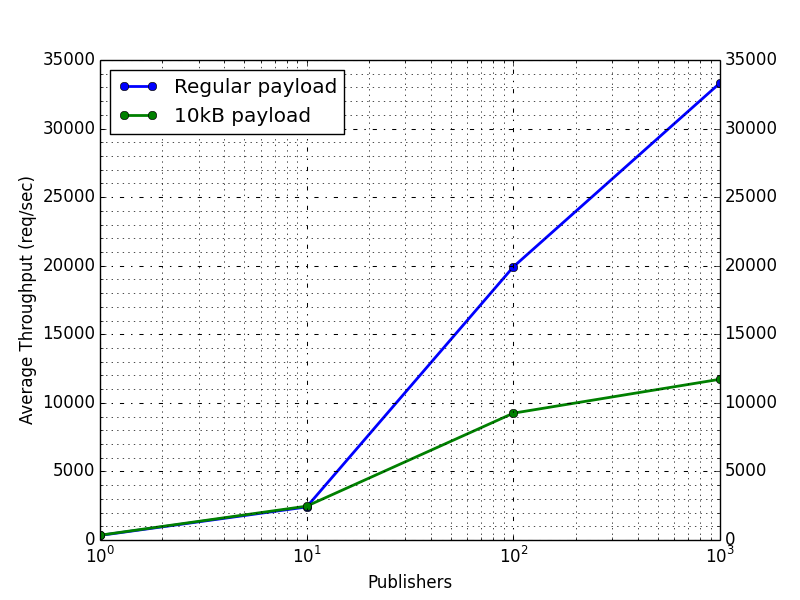 35000 35000
Regular payload
10kB payload
30000 30000
25000 25000
20000 20000
15000 15000
10000 10000
5000 5000
0 0
Average Throughput (req/sec)
10⁰ 10¹ 10² 10³
Publishers